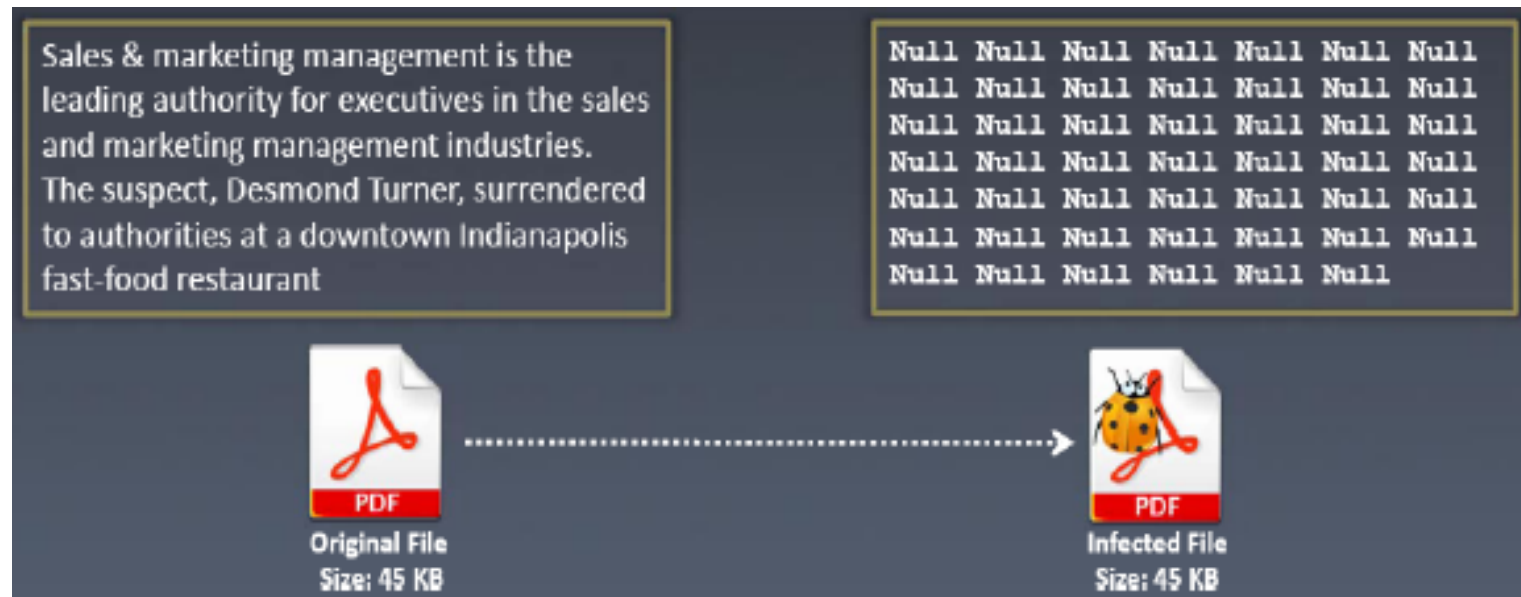 Sales & marketing management is the
leading authority for executives in the sales
and marketing management industries.
The suspect, Desmond Turner, surrendered
to authorities at a downtown Indianapolis
fast-food restaurant
Null Null Null Null Null Null Null
Null Null Null Null Null Null Null
Null Null Null Null Null Null Null
Null Null Null Null Null Null Null
Null Null Null Null Null Null Null
Null Null Null Null Null Null Null
Null Null Null Null Null Null
PDF
Original File
Size: 45 KB
PDF
Infected File
Size: 45 KB